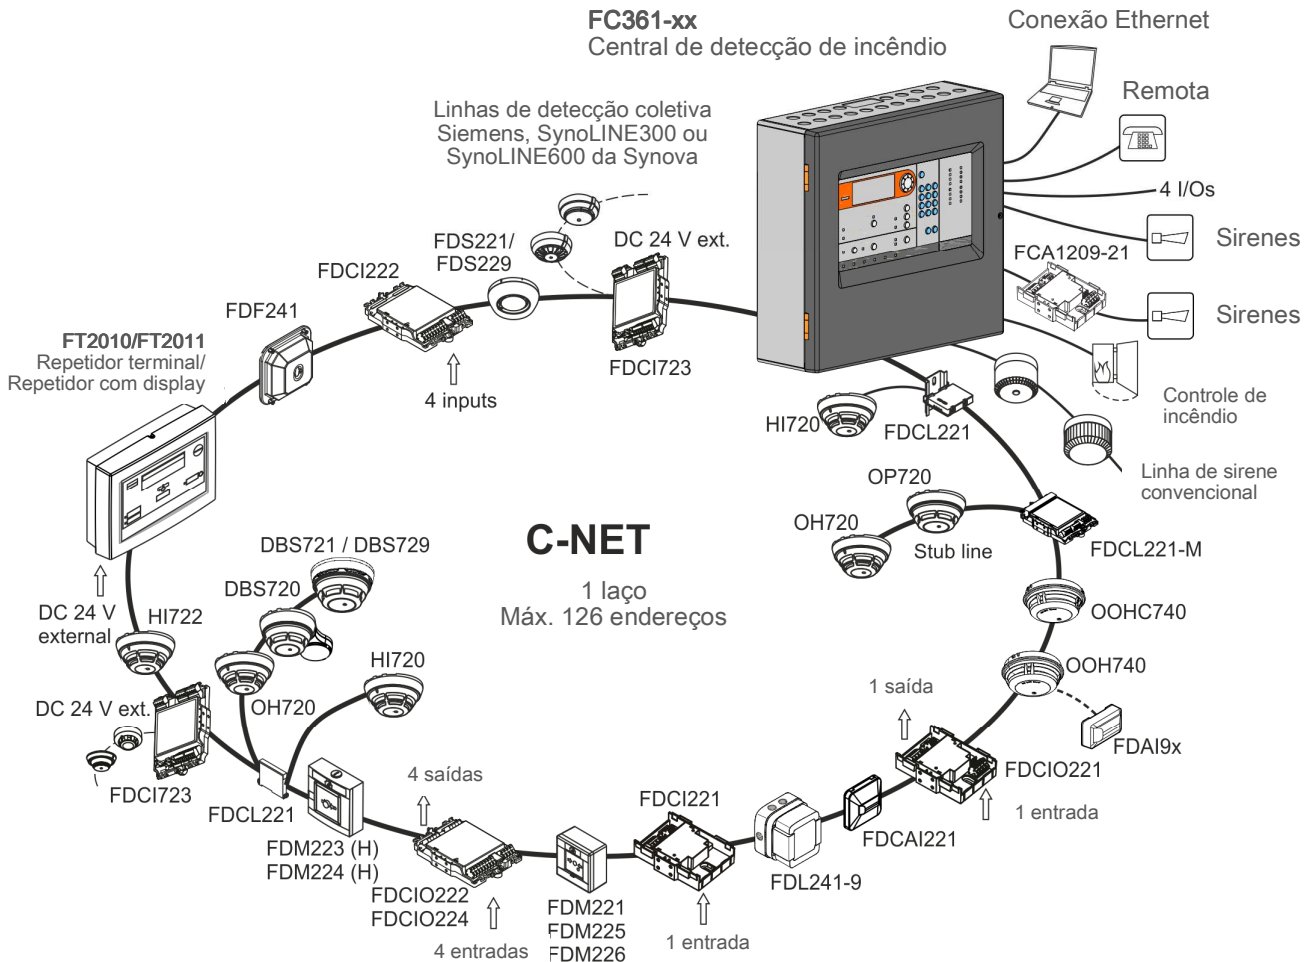 FC361-xx
Central de detecção de incêndio
Conexão Ethernet
Remota
4 I/Os
Sirenes
FCA1209-21
Sirenes
Controle de
incêndio
Linha de sirene
convencional
Linhas de detecção coletiva
Siemens, SynoLINE300 ou
SynoLINE600 da Synova
DC 24 V ext.
FDCI723
FDS221/
FDS229
FDCI222
4 inputs
FDF241
FT2010/FT2011
Repetidor terminal/
Repetidor com display
HI720
FDCL221
OP720
OH720
Stub line
FDCL221-M
C-NET
1 laço
Máx. 126 endereços
OOHC740
OOH740
FDAI9x
DC 24 V
external
HI722
DC 24 V ext.
FDCI723
DBS721 / DBS729
DBS720
OH720
HI720
FDCL221
FDM223 (H)
FDM224 (H)
4 saídas
FDCIO222
FDCIO224
4 entradas
FDM221
FDM225
FDM226
FDCI221
1 entrada
FDL241-9
FDCAI221
1 saída
FDCIO221
1 entrada